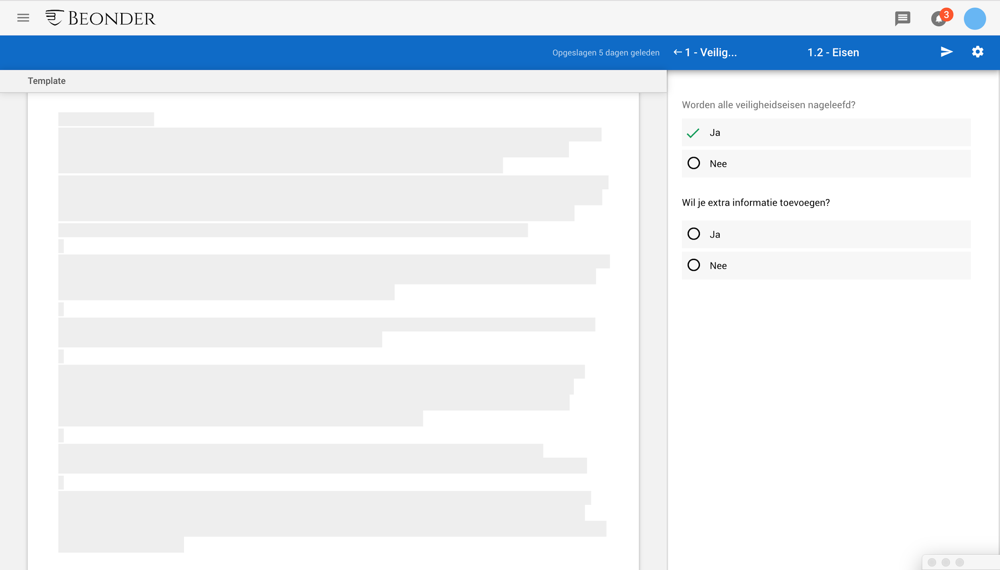 BEONDER
3
Opgeslagen 5 dagen geleden
1 - Veilig...
1.2 - Eisen
Template
Worden alle veiligheidseisen nageleefd?
Ja
Nee
Wil je extra informatie toevoegen?
Ja
Nee